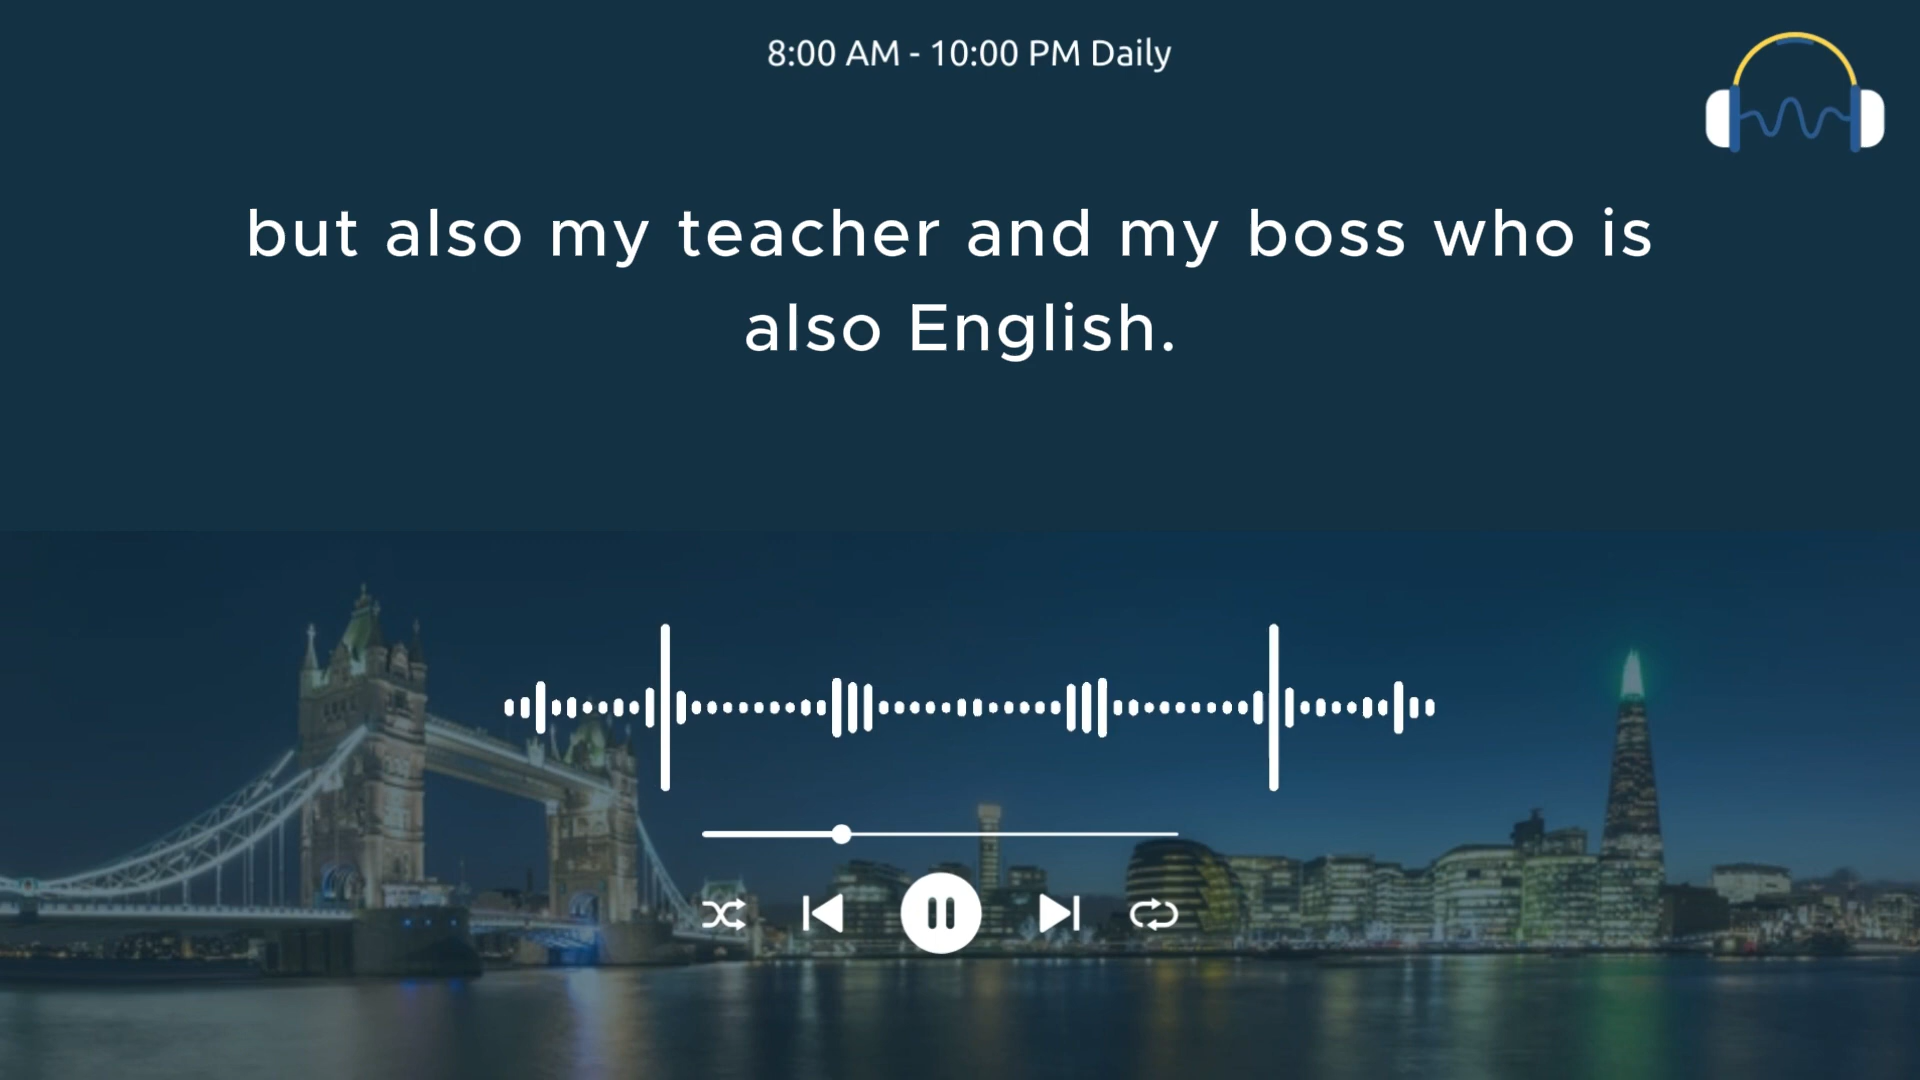 8:00 AM - 10:00 PM Daily
but also my teacher and my boss who is
also English.